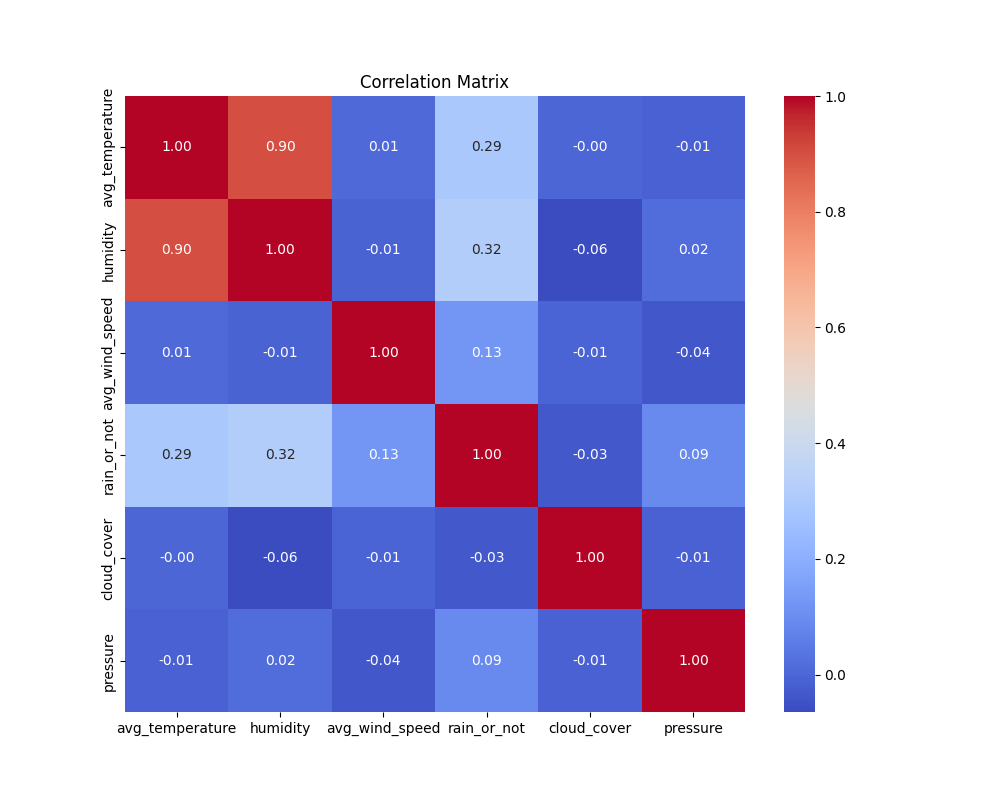 Correlation Matrix
avg_temperature 1.00 0.90 0.01 0.29 -0.00 -0.01
humidity 0.90 1.00 -0.01 0.32 -0.06 0.02
avg_wind_speed 0.01 -0.01 1.00 0.13 -0.01 -0.04
rain_or_not 0.29 0.32 0.13 1.00 -0.03 0.09
cloud_cover -0.00 -0.06 -0.01 -0.03 1.00 -0.01
pressure -0.01 0.02 -0.04 0.09 -0.01 1.00
avg_temperature humidity avg_wind_speed rain_or_not cloud_cover pressure
1.0
0.8
0.6
0.4
0.2
0.0